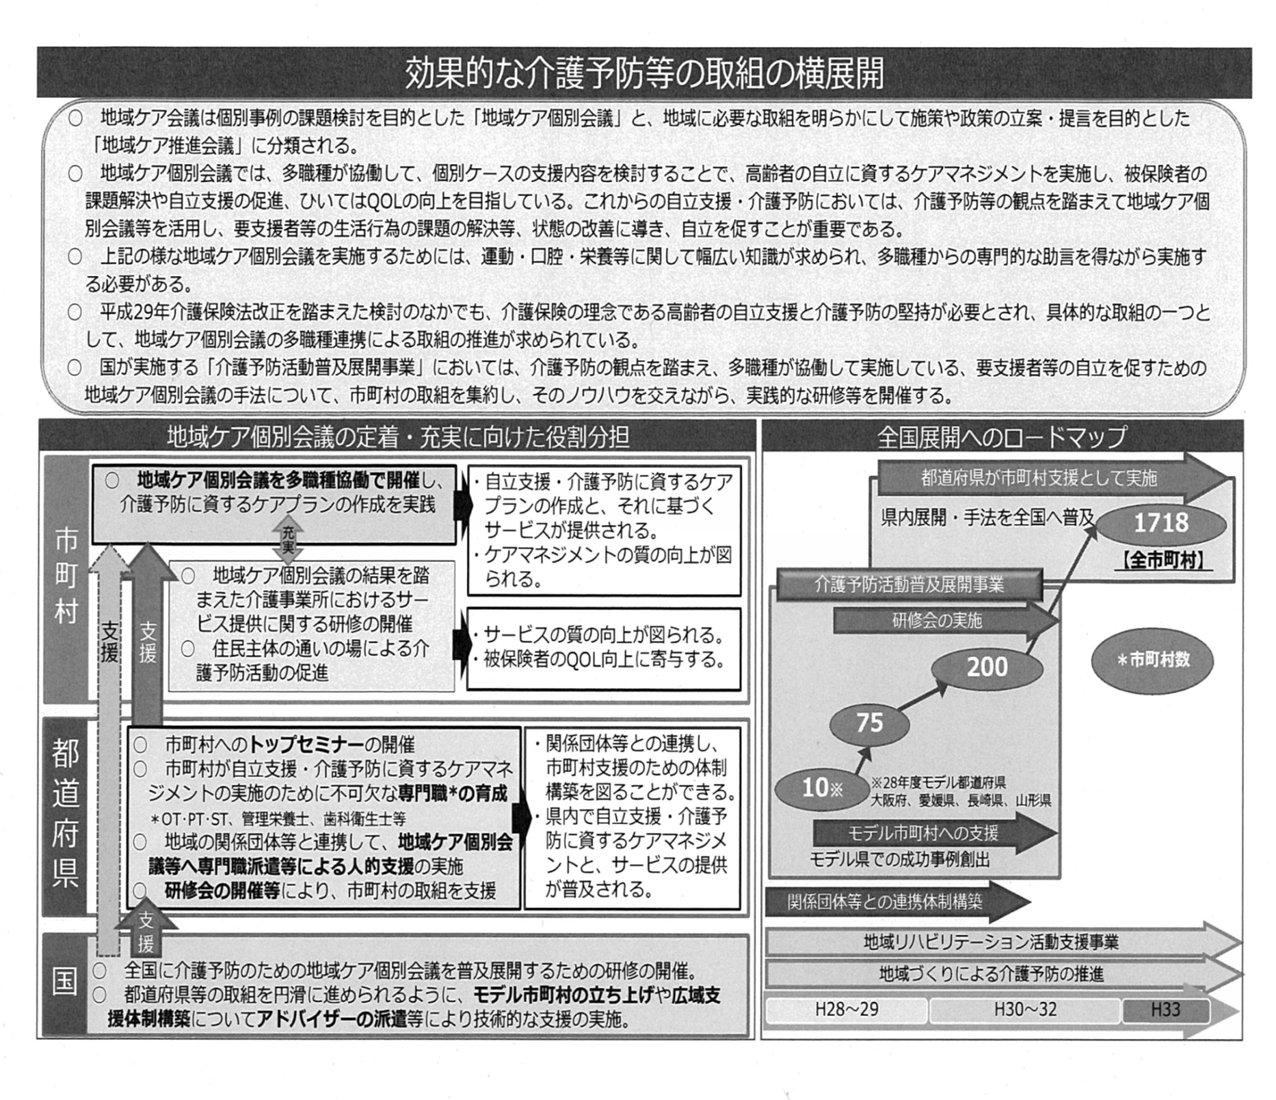 効果的な介護予防等の取組の横展開
○　地域ケア会議は個別事例の課題検討を目的とした「地域ケア個別会議」と、地域に必要な取組を明らかにして施策や政策の立案・提言を目的とした
「地域ケア推進会議」に分類される。
○　地域ケア個別会議では、多職種が協働して、個別ケースの支援内容を検討することで、高齢者の自立に資するケアマネジメントを実施し、被保険者の
課題解決や自立支援の促進、ひいてはQOLの向上を目指している。これからの自立支援・介護予防においては、介護予防等の観点を踏まえて地域ケア個
別会議等を活用し、要支援者等の生活行為の課題の解決等、状態の改善に導き、自立を促すことが重要である。
○　上記の様な地域ケア個別会議を実施するためには、運動・口腔・栄養等に関して幅広い知識が求められ、多職種からの専門的な助言を得ながら実施す
る必要がある。
○　平成29年介護保険法改正を踏まえた検討のなかでも、介護保険の理念である高齢者の自立支援と介護予防の堅持が必要とされ、具体的な取組の一つと
して、地域ケア個別会議の多職種連携による取組の推進が求められている。
○　国が実施する「介護予防活動普及展開事業」においては、介護予防の観点を踏まえ、多職種が協働して実施している、要支援者等の自立を促すための
地域ケア個別会議の手法について、市町村の取組を集約し、そのノウハウを交えながら、実践的な研修等を開催する。
地域ケア個別会議の定着・充実に向けた役割分担
市町村
○　地域ケア個別会議を多職種協働で開催し、
介護予防に資するケアプランの作成を実践
充実
○　地域ケア個別会議の結果を踏
まえた介護事業所におけるサー
ビス提供に関する研修の開催
○　住民主体の通いの場による介
護予防活動の促進
・自立支援・介護予防に資するケア
プランの作成と、それに基づく
サービスが提供される。
・ケアマネジメントの質の向上が図
られる。
・サービスの質の向上が図られる。
・被保険者のQOL向上に寄与する。
支援
支援
都道府県
○　市町村へのトップセミナーの開催
○　市町村が自立支援・介護予防に資するケアマネ
ジメントの実施のために不可欠な専門職*の育成
＊OT･PT･ST、管理栄養士、歯科衛生士等
○　地域の関係団体等と連携して、地域ケア個別会
議等へ専門職派遣等による人的支援の実施
○　研修会の開催等により、市町村の取組を支援
・関係団体等との連携し、
市町村支援のための体制
構築を図ることができる。
・県内で自立支援・介護予
防に資するケアマネジメ
ントと、サービスの提供
が普及される。
支援
国
○　全国に介護予防のための地域ケア個別会議を普及展開するための研修の開催。
○　都道府県等の取組を円滑に進められるように、モデル市町村の立ち上げや広域支
援体制構築についてアドバイザーの派遣等により技術的な支援の実施。
全国展開へのロードマップ
都道府県が市町村支援として実施
県内展開・手法を全国へ普及
1718
【全市町村】
介護予防活動普及展開事業
研修会の実施
200
＊市町村数
75
10※
※28年度モデル都道府県
大阪府、愛媛県、長崎県、山形県
モデル市町村への支援
モデル県での成功事例創出
関係団体等との連携体制構築
地域リハビリテーション活動支援事業
地域づくりによる介護予防の推進
H28～29
H30～32
H33